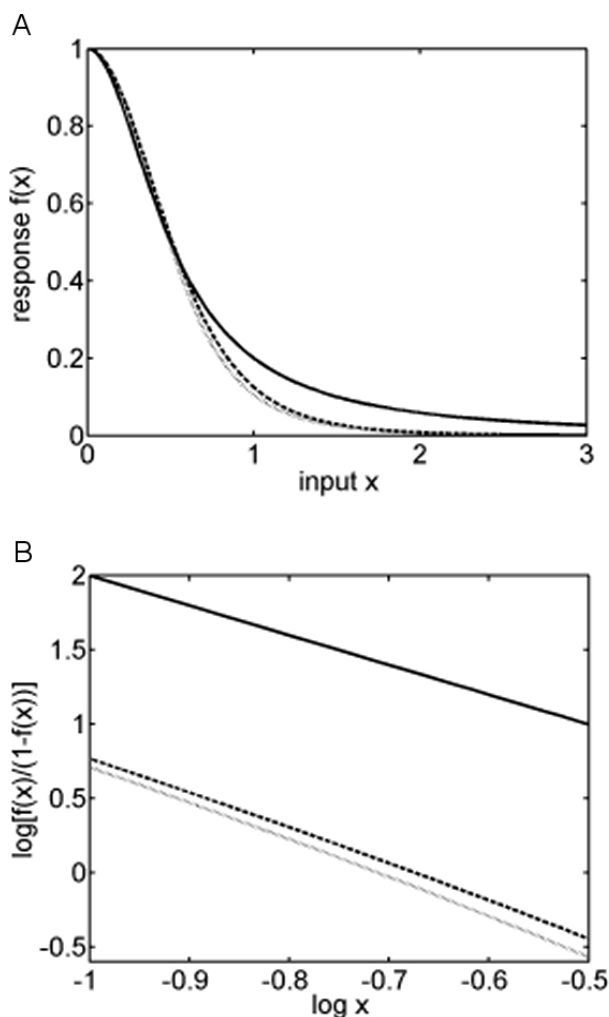 A
1
0.8
0.6
0.4
0.2
0
response f(x)
0 1 2 3
input x
B
2
1.5
1
0.5
0
-0.5
log[f(x)/(1-f(x))]
-1 -0.9 -0.8 -0.7 -0.6 -0.5
log x